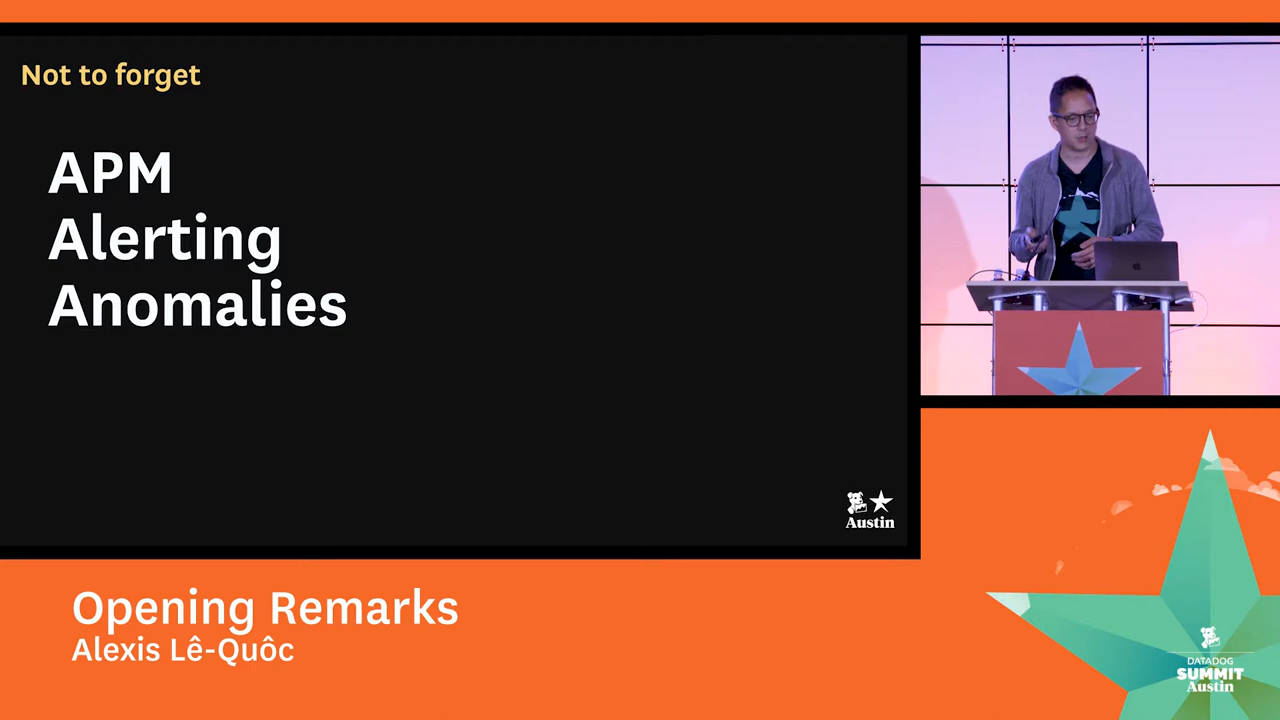 Not to forget
APM
Alerting
Anomalies
Austin
Opening Remarks
Alexis Lê-Quôc
DATADOG
SUMMIT
Austin